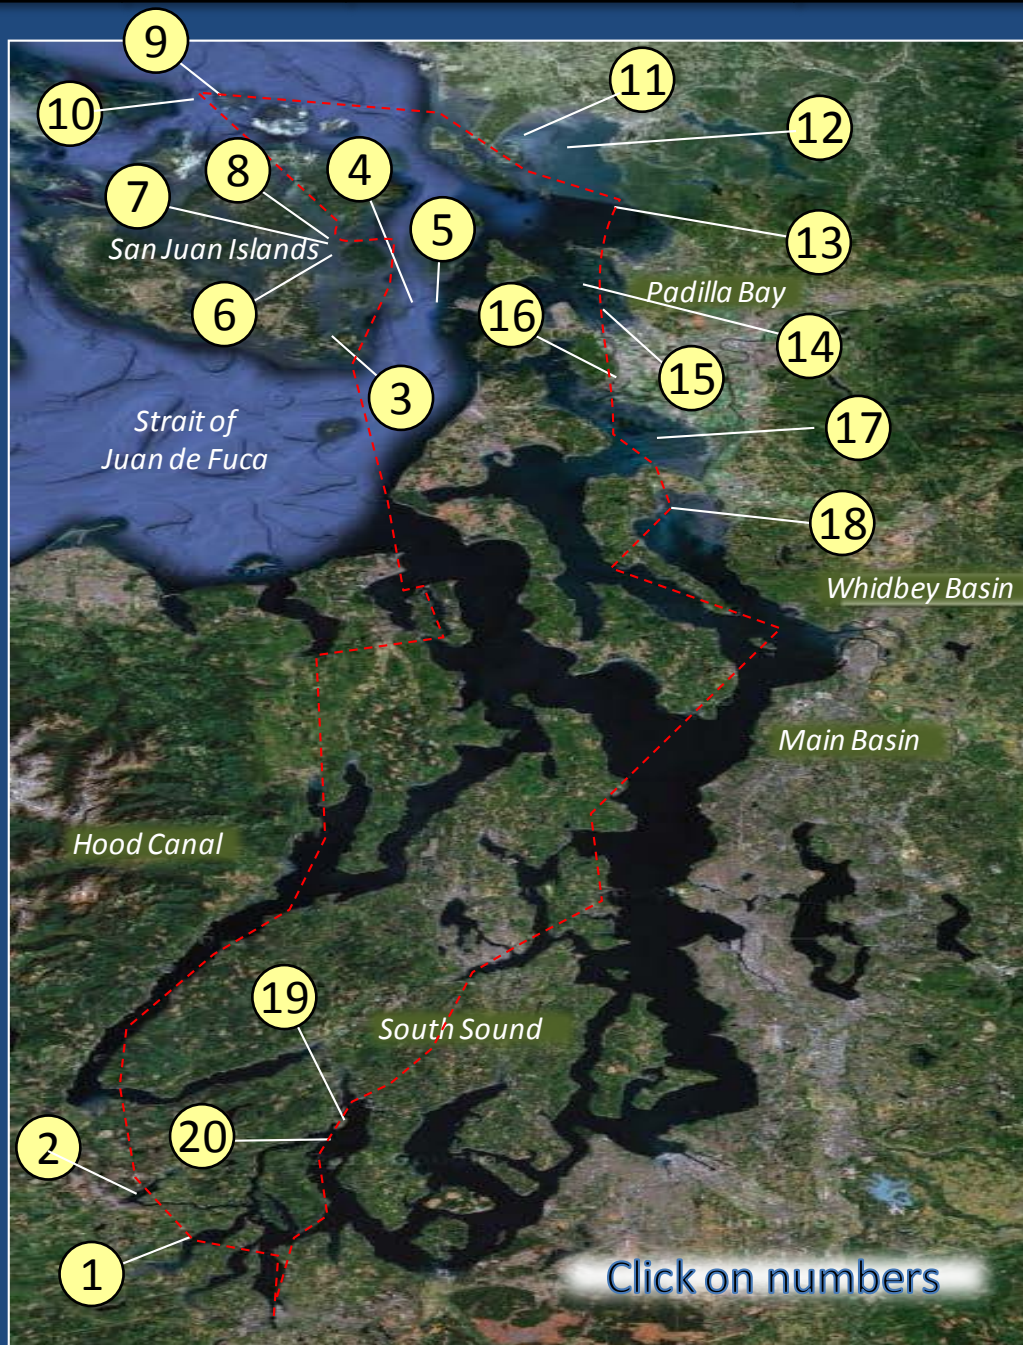 9
11
10
12
4
8
7
5
San Juan Islands
13
6
Padilla Bay
16
14
15
3
Strait of
Juan de Fuca
17
18
Whidbey Basin
Main Basin
Hood Canal
19
South Sound
20
2
1
Click on numbers